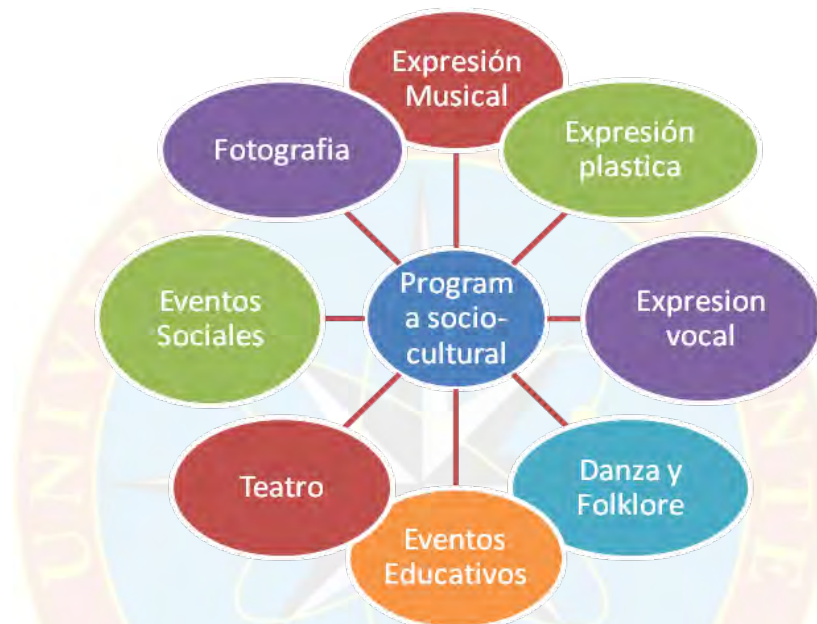 Expresión
Musical
Expresión
plastica
Expresion
vocal
Danza y
Folklore
Eventos
Educativos
Teatro
Eventos
Sociales
Fotografia
Program
a socio-
cultural